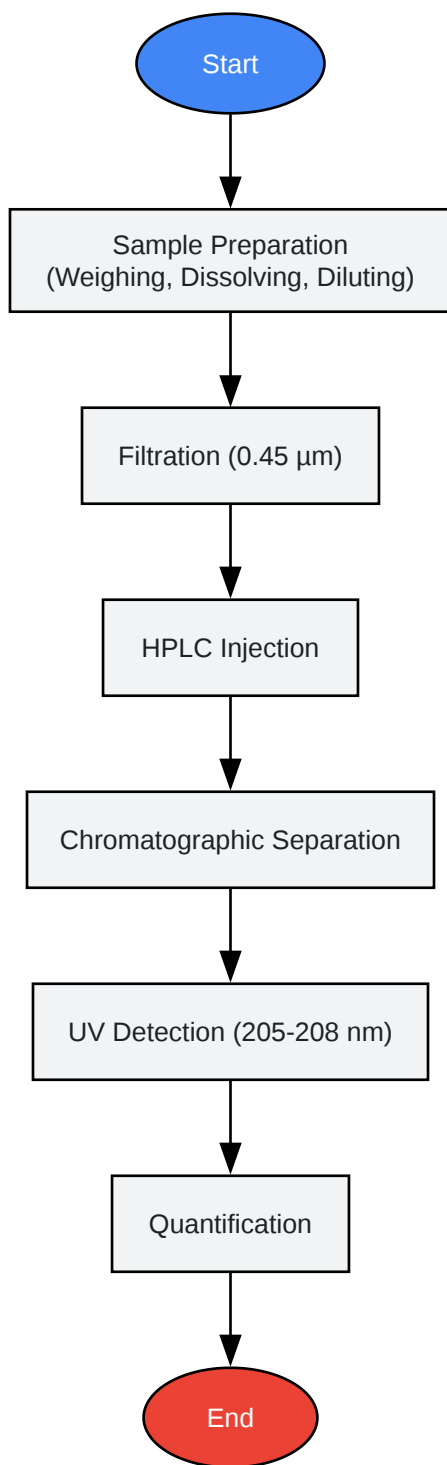 Start
Sample Preparation
(Weighing, Dissolving, Diluting)
Filtration (0.45 µm)
HPLC Injection
Chromatographic Separation
UV Detection (205-208 nm)
Quantification
End